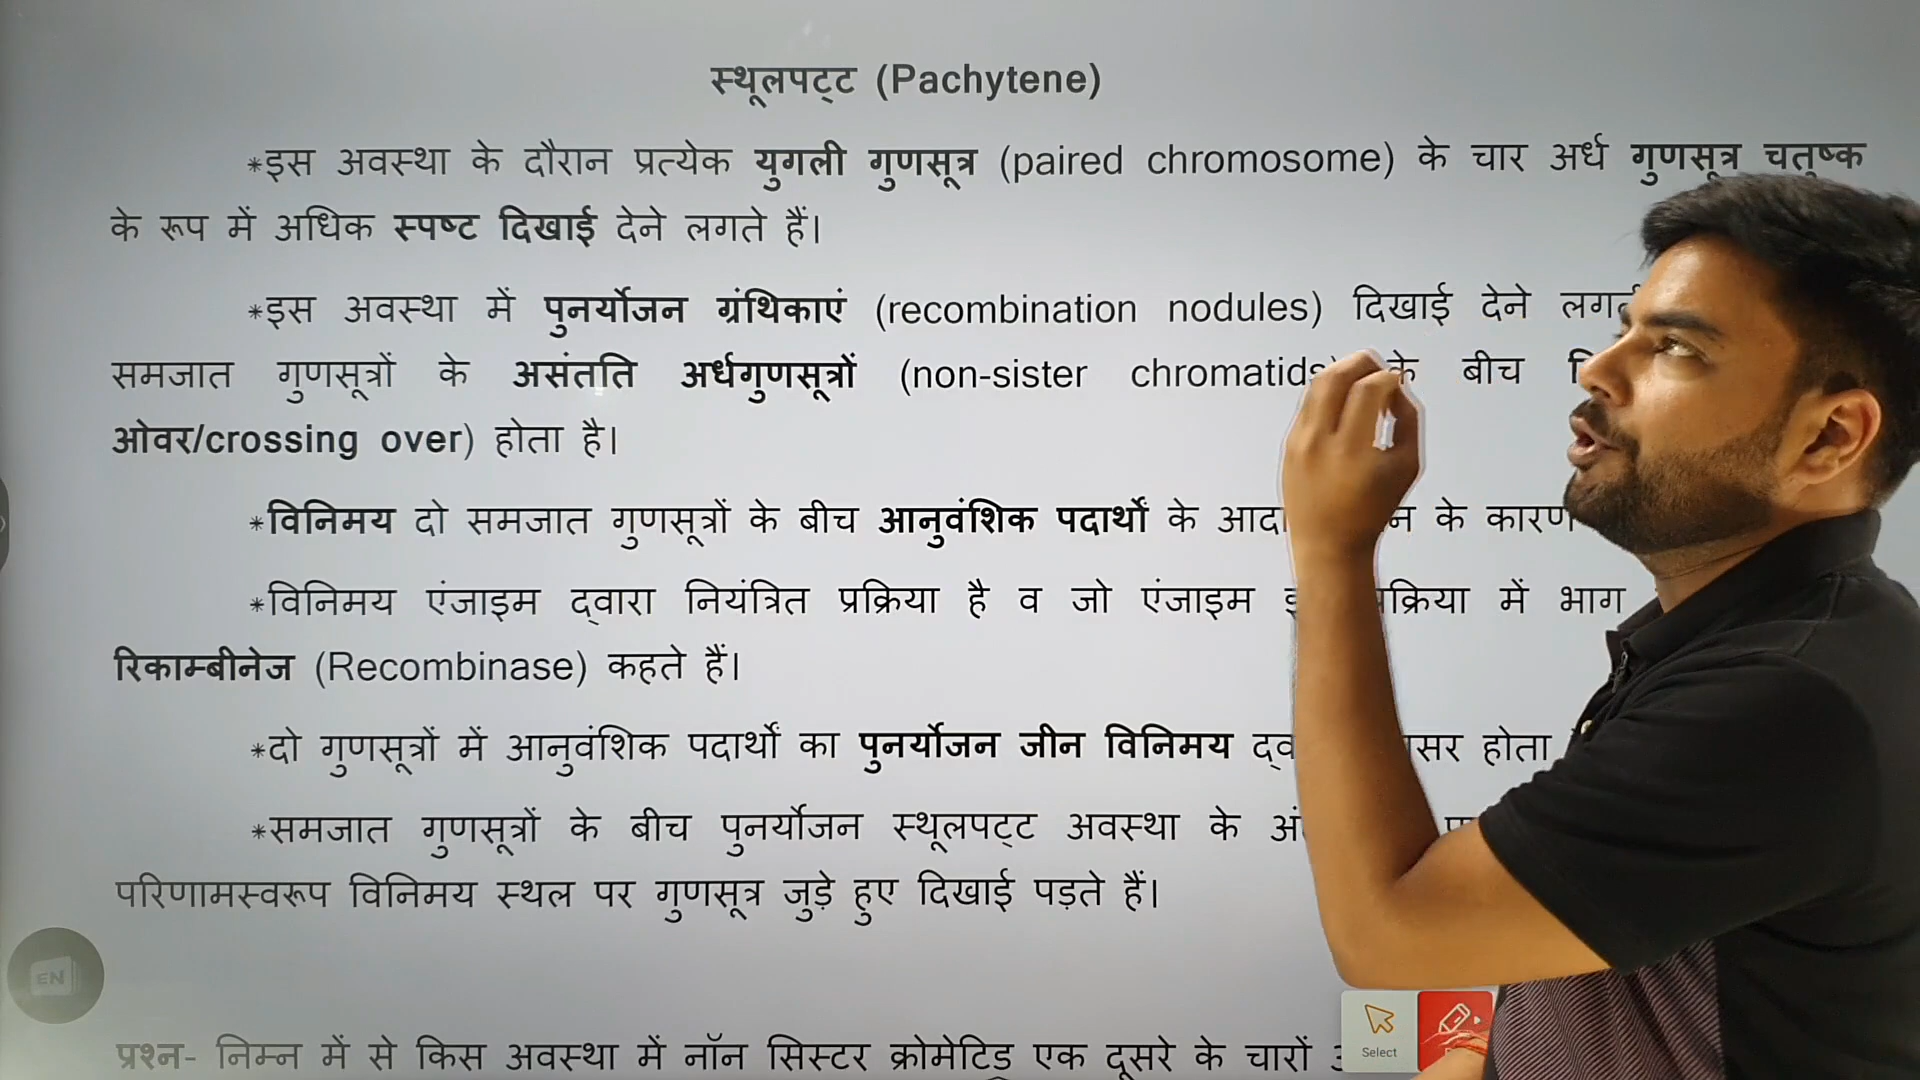 स्थूलपट्ट (Pachytene)
*इस अवस्था के दौरान प्रत्येक युगली गुणसूत्र (paired chromosome) के चार अर्ध गुणसूत्र चतुष्क
के रूप में अधिक स्पष्ट दिखाई देने लगते हैं।
*इस अवस्था में पुनर्योजन ग्रंथिकाएं (recombination nodules) दिखाई देने
समजात गुणसूत्रों के असंतति अर्धगुणसूत्रों (non-sister chromatids) के बीच
ओवर/crossing over) होता है।
*विनिमय दो समजात गुणसूत्रों के बीच आनुवंशिक पदार्थों के के कारण
*विनिमय एंजाइम द्वारा नियंत्रित प्रक्रिया है व जो एंजाइम में भाग
रिकाम्बीनेज (Recombinase) कहते हैं।
*दो गुणसूत्रों में आनुवंशिक पदार्थों का पुनर्योजन जीन विनिमय होता
*समजात गुणसूत्रों के बीच पुनर्योजन स्थूलपट्ट अवस्था के
परिणामस्वरूप विनिमय स्थल पर गुणसूत्र जुड़े हुए दिखाई पड़ते हैं।
EN
Select
प्रश्न- निम्न में से किस अवस्था में नॉन सिस्टर क्रोमेटिड एक दूसरे के चारों